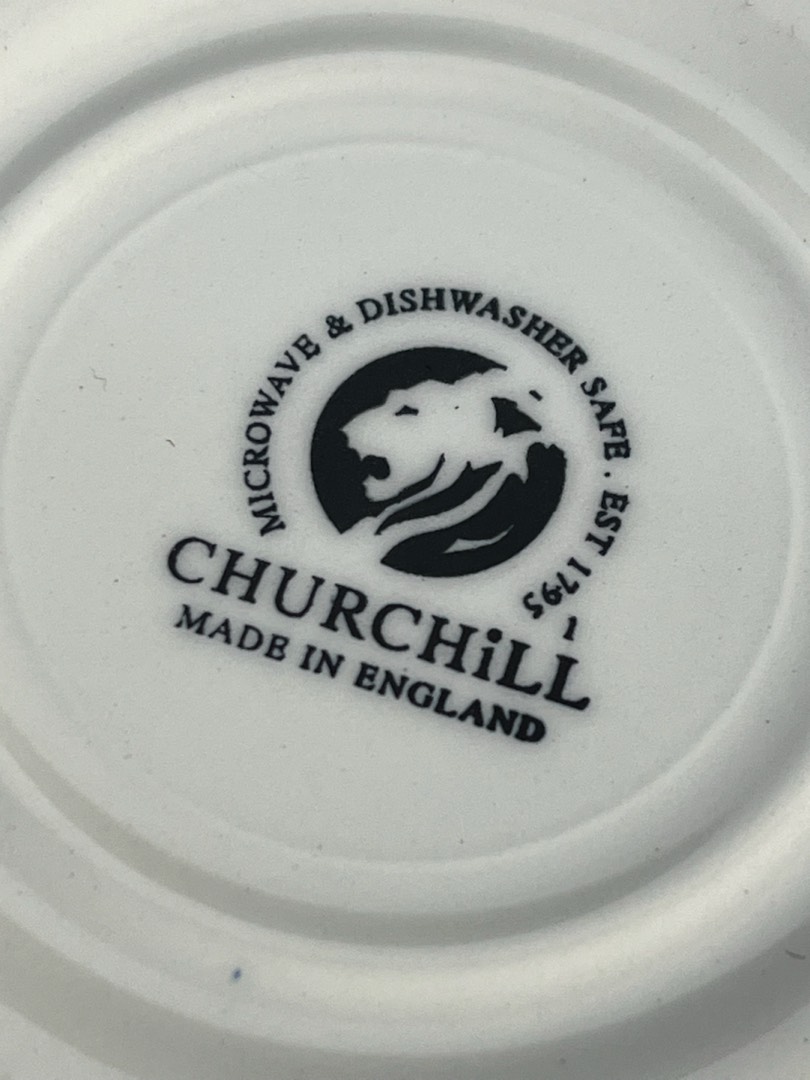 MICROWAVE & DISHWASHER SAFE . EST 1795
1
CHURCHiLL
MADE IN ENGLAND